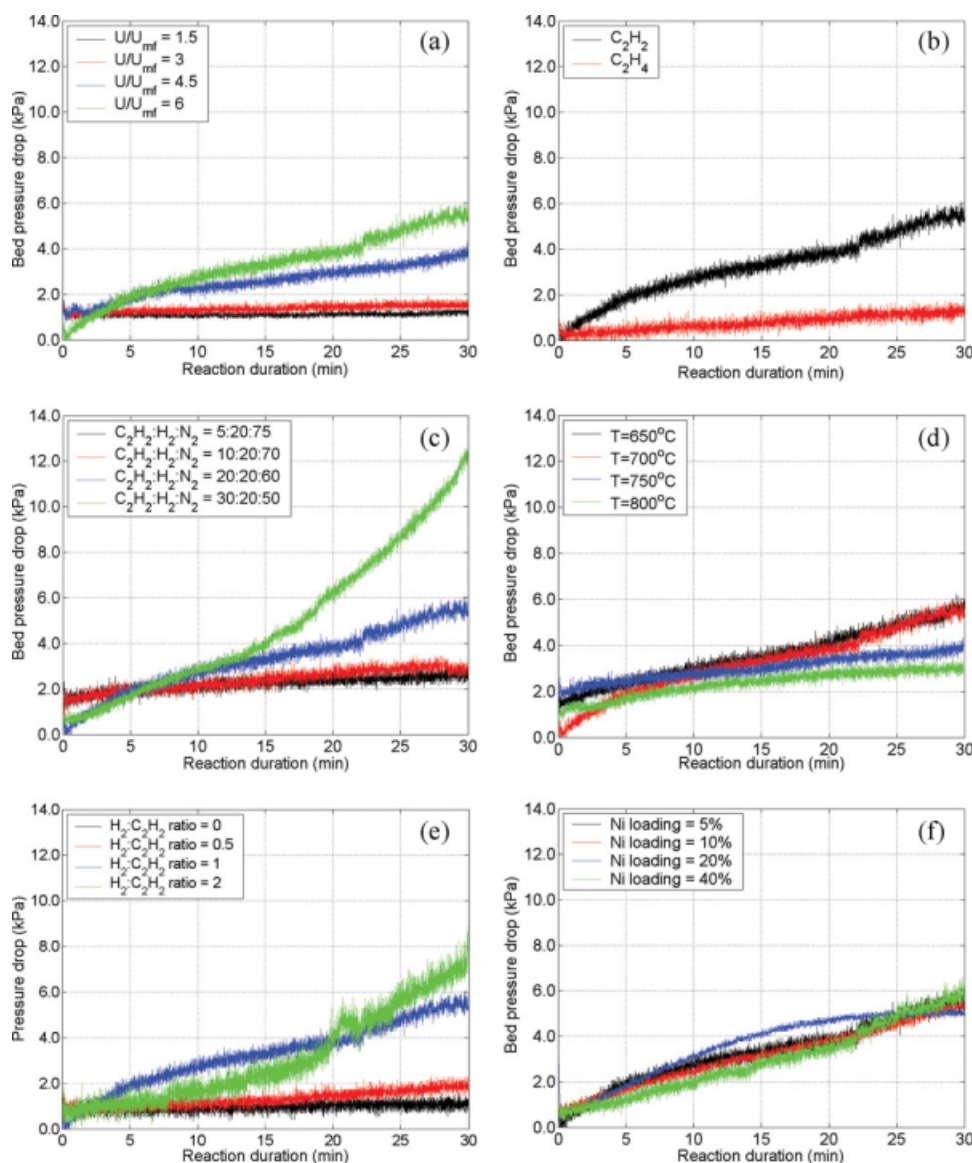 14.0
12.0
10.0
8.0
6.0
4.0
2.0
0.0
0 5 10 15 20 25 30
Bed pressure drop (kPa)
Reaction duration (min)
U/Umf = 1.5
U/Umf = 3
U/Umf = 4.5
U/Umf = 6
(a)
14.0
12.0
10.0
8.0
6.0
4.0
2.0
0.0
0 5 10 15 20 25 30
Bed pressure drop (kPa)
Reaction duration (min)
C2H2
C2H4
(b)
14.0
12.0
10.0
8.0
6.0
4.0
2.0
0.0
0 5 10 15 20 25 30
Bed pressure drop (kPa)
Reaction duration (min)
C2H2:H2:N2 = 5:20:75
C2H2:H2:N2 = 10:20:70
C2H2:H2:N2 = 20:20:60
C2H2:H2:N2 = 30:20:50
(c)
14.0
12.0
10.0
8.0
6.0
4.0
2.0
0.0
0 5 10 15 20 25 30
Bed pressure drop (kPa)
Reaction duration (min)
T=650°C
T=700°C
T=750°C
T=800°C
(d)
14.0
12.0
10.0
8.0
6.0
4.0
2.0
0.0
0 5 10 15 20 25 30
Pressure drop (kPa)
Reaction duration (min)
H2:C2H2 ratio = 0
H2:C2H2 ratio = 0.5
H2:C2H2 ratio = 1
H2:C2H2 ratio = 2
(e)
14.0
12.0
10.0
8.0
6.0
4.0
2.0
0.0
0 5 10 15 20 25 30
Bed pressure drop (kPa)
Reaction duration (min)
Ni loading = 5%
Ni loading = 10%
Ni loading = 20%
Ni loading = 40%
(f)